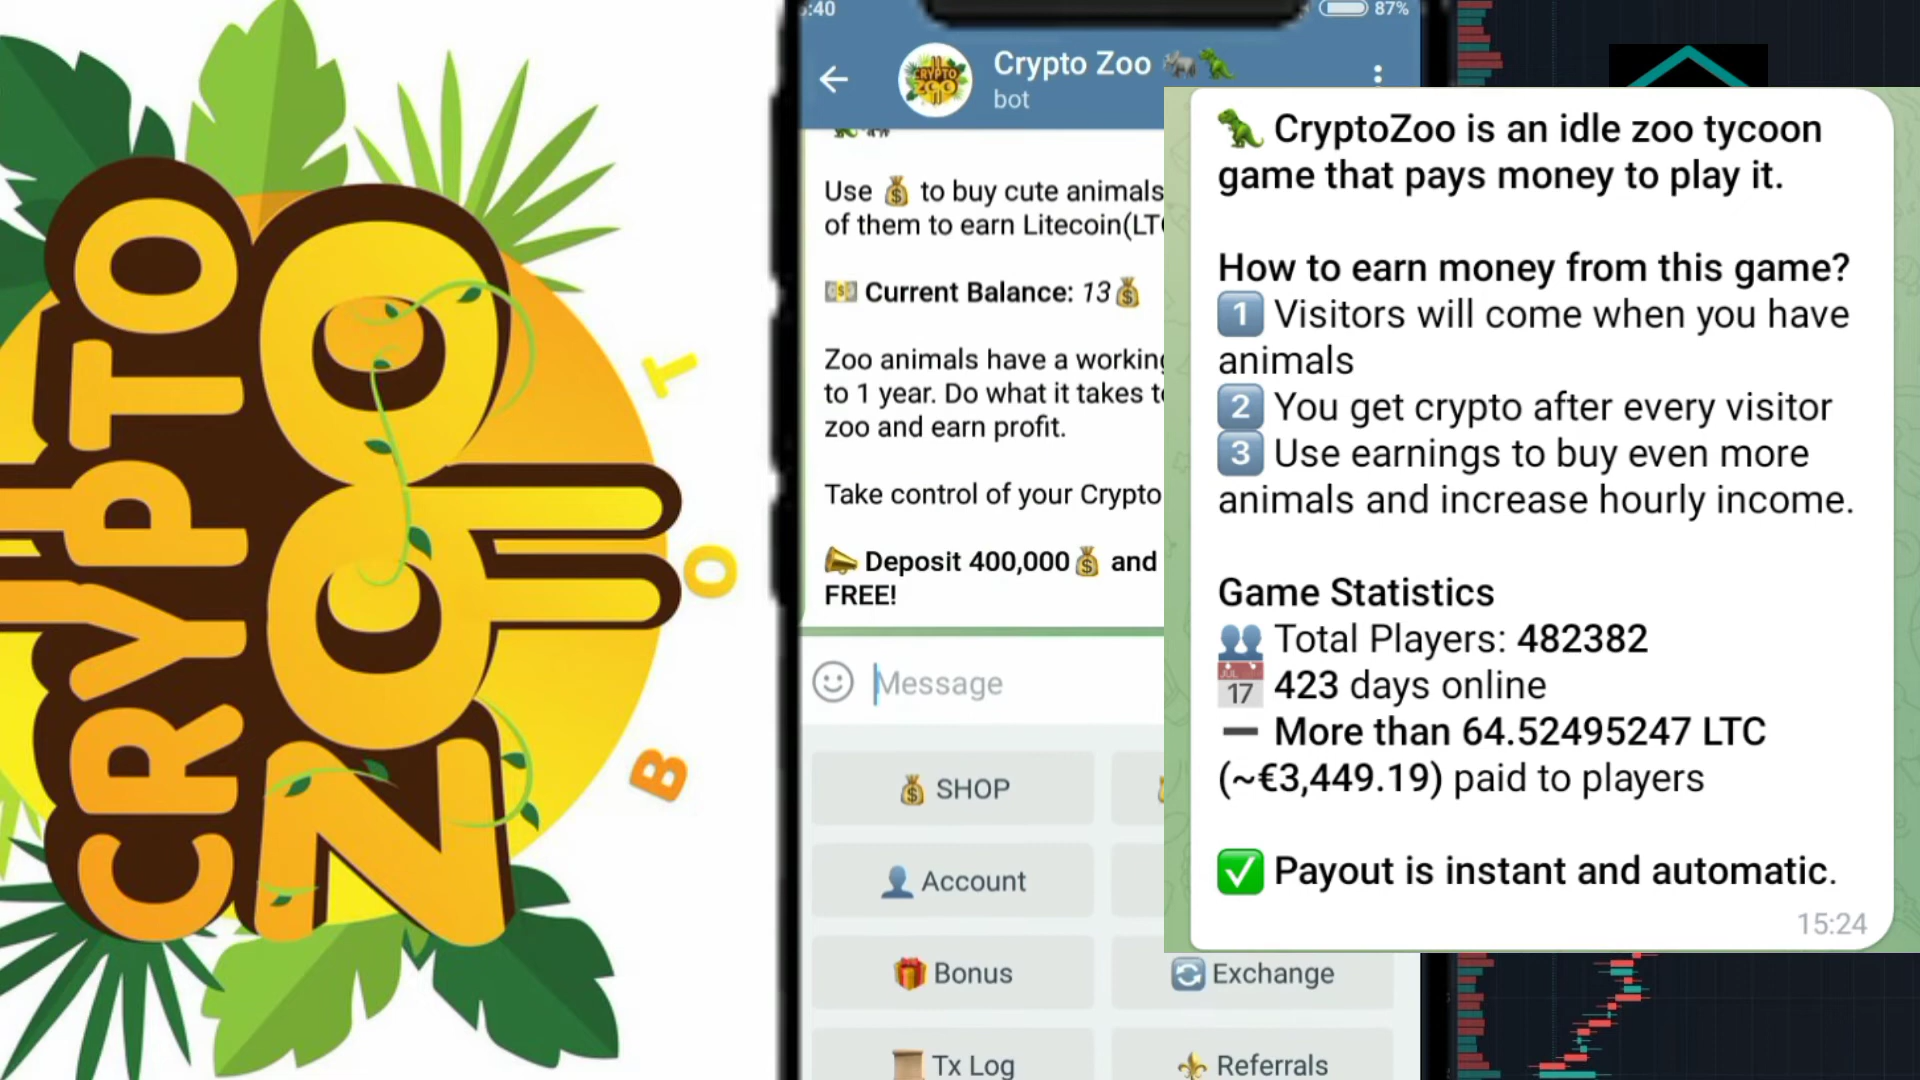 CRYPTO
ZOO
BOT
:40
87%
CRYPTO
ZOO
Crypto Zoo
bot
Use 💰 to buy cute animals
of them to earn Litecoin(LT
💵 Current Balance: 13💰
Zoo animals have a working
to 1 year. Do what it takes t
zoo and earn profit.
Take control of your Crypto
📣 Deposit 400,000💰 and
FREE!
Message
💰 SHOP
👤 Account
🎁 Bonus
🔄 Exchange
📜 Tx Log
⚜️ Referrals
🦖 CryptoZoo is an idle zoo tycoon
game that pays money to play it.
How to earn money from this game?
1️⃣ Visitors will come when you have
animals
2️⃣ You get crypto after every visitor
3️⃣ Use earnings to buy even more
animals and increase hourly income.
Game Statistics
👥 Total Players: 482382
📅 423 days online
➖ More than 64.52495247 LTC
(~€3,449.19) paid to players
✅ Payout is instant and automatic.
15:24